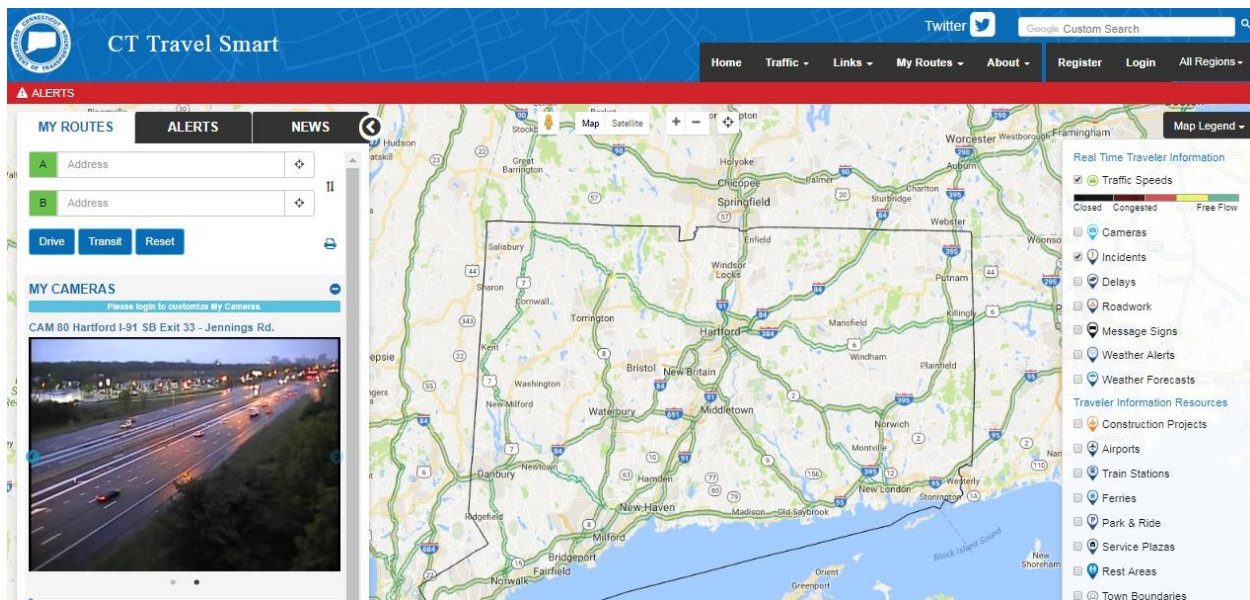 CONNECTICUT
DEPARTMENT OF TRANSPORTATION
CT Travel Smart
Twitter
Google Custom Search
Home Traffic Links My Routes About Register Login All Regions
ALERTS
MY ROUTES ALERTS NEWS
A Address
B Address
Drive Transit Reset
MY CAMERAS
Please login to customize My Cameras.
CAM 80 Hartford I-91 SB Exit 33 - Jennings Rd.
Map Satellite + -
Hudson
Great Barrington
Holyoke
Chicopee
Springfield
Palmer
Sturbridge
Charlton
Auburn
Worcester
Westborough
Framingham
Webster
Salisbury
Enfield
Windsor Locks
Putnam
Sharon
Cornwall
Torrington
Killingly
Hartford
Mansfield
Windham
Kent
Bristol
New Britain
Plainfield
Washington
New Milford
Waterbury
Middletown
Norwich
Montville
Newtown
Danbury
Hamden
New London
Westerly
Stonington
Ridgefield
New Haven
Madison
Old Saybrook
Milford
Bridgeport
Fairfield
Norwalk
Block Island Sound
New Shoreham
Orient
Greenport
Map Legend
Real Time Traveler Information
Traffic Speeds
Closed Congested Free Flow
Cameras
Incidents
Delays
Roadwork
Message Signs
Weather Alerts
Weather Forecasts
Traveler Information Resources
Construction Projects
Airports
Train Stations
Ferries
Park & Ride
Service Plazas
Rest Areas
Town Boundaries